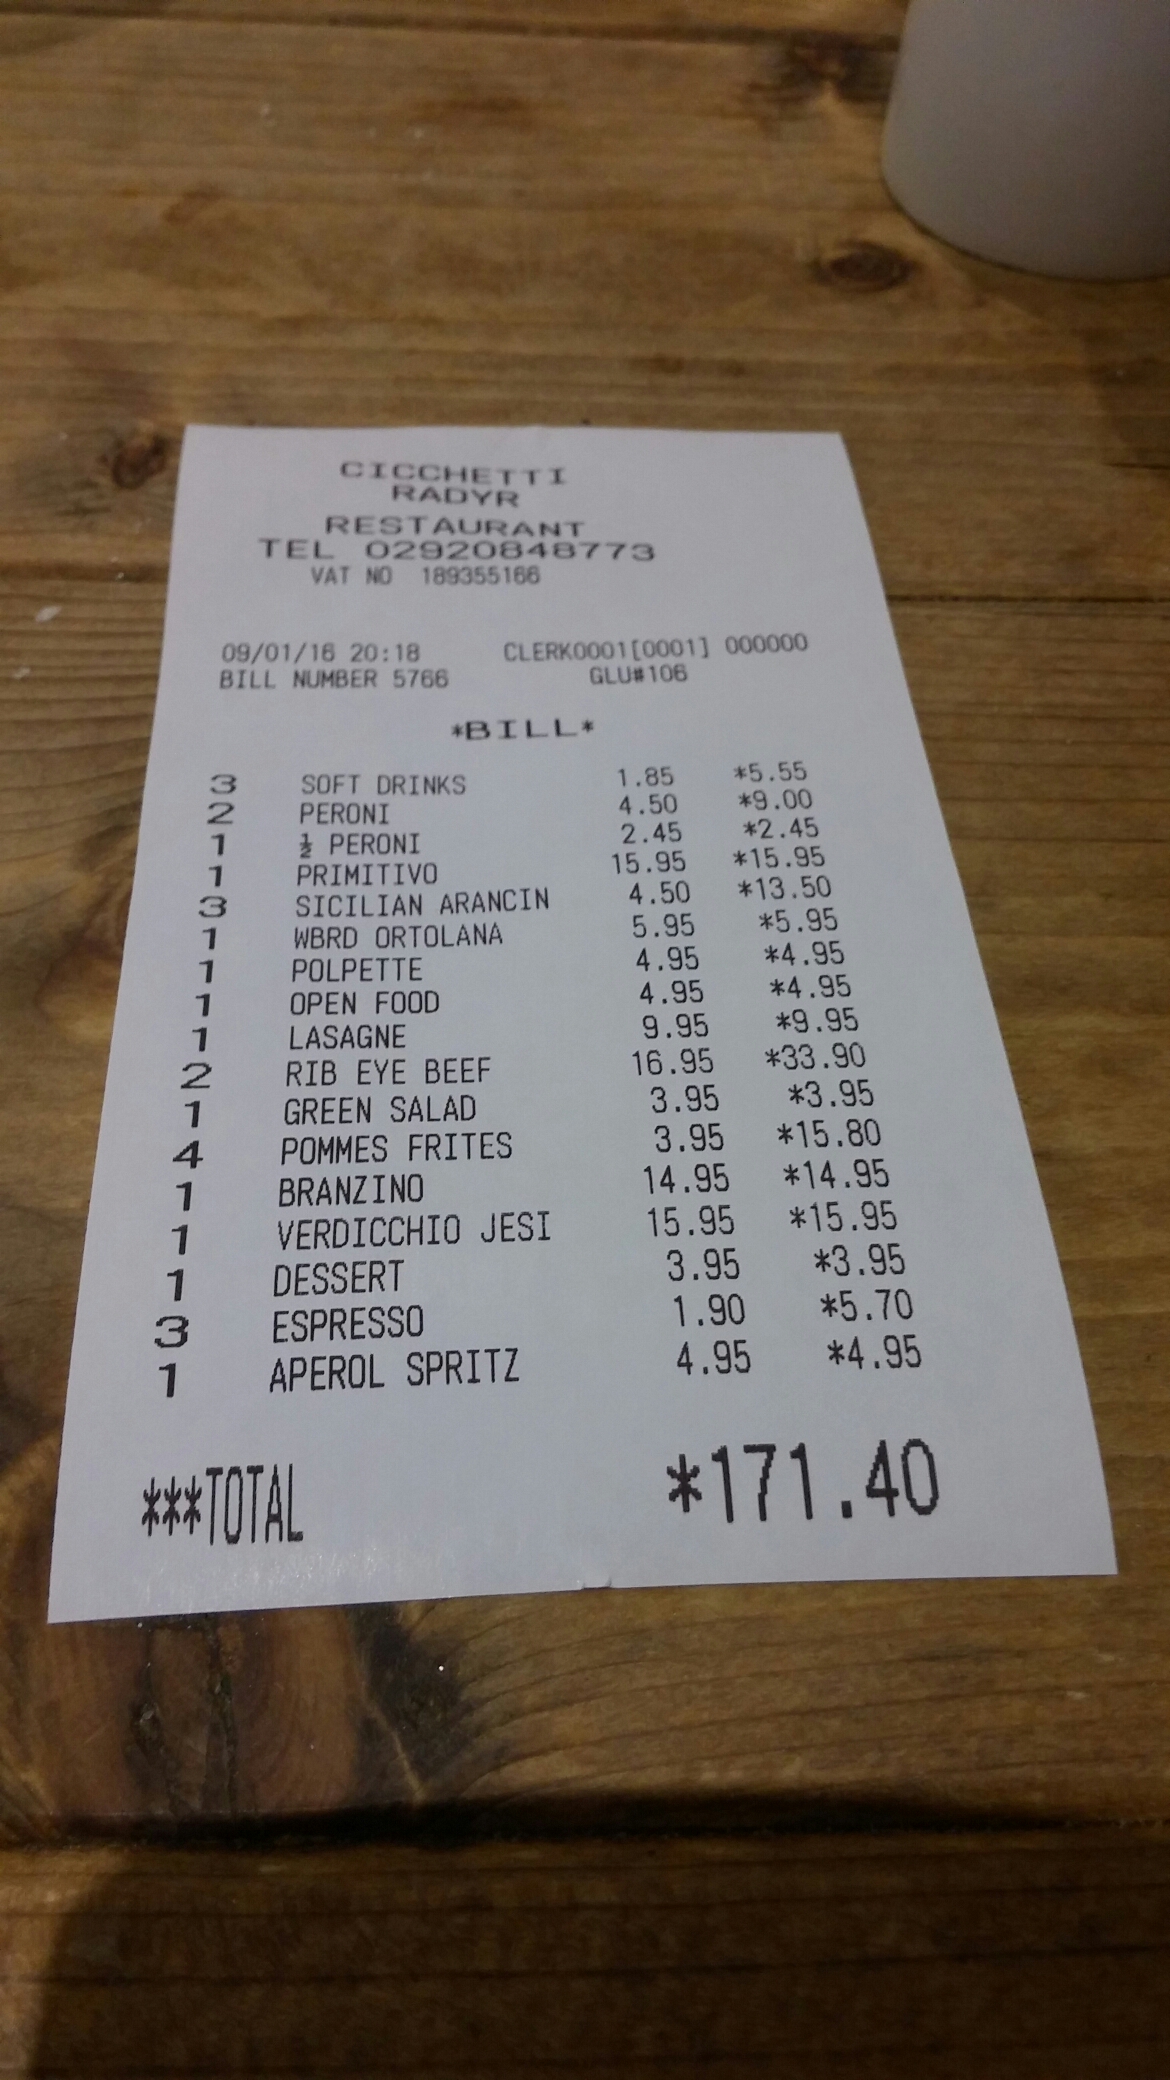 CICCHETTI
RADYR
RESTAURANT
TEL 02920848773
VAT NO 189355166
09/01/16 20:18 CLERK0001[0001] 000000
BILL NUMBER 5766 GLU#106
*BILL*
3 SOFT DRINKS 1.85 *5.55
2 PERONI 4.50 *9.00
1 ½ PERONI 2.45 *2.45
1 PRIMITIVO 15.95 *15.95
3 SICILIAN ARANCIN 4.50 *13.50
1 WBRD ORTOLANA 5.95 *5.95
1 POLPETTE 4.95 *4.95
1 OPEN FOOD 4.95 *4.95
1 LASAGNE 9.95 *9.95
2 RIB EYE BEEF 16.95 *33.90
1 GREEN SALAD 3.95 *3.95
4 POMMES FRITES 3.95 *15.80
1 BRANZINO 14.95 *14.95
1 VERDICCHIO JESI 15.95 *15.95
1 DESSERT 3.95 *3.95
3 ESPRESSO 1.90 *5.70
1 APEROL SPRITZ 4.95 *4.95
***TOTAL *171.40